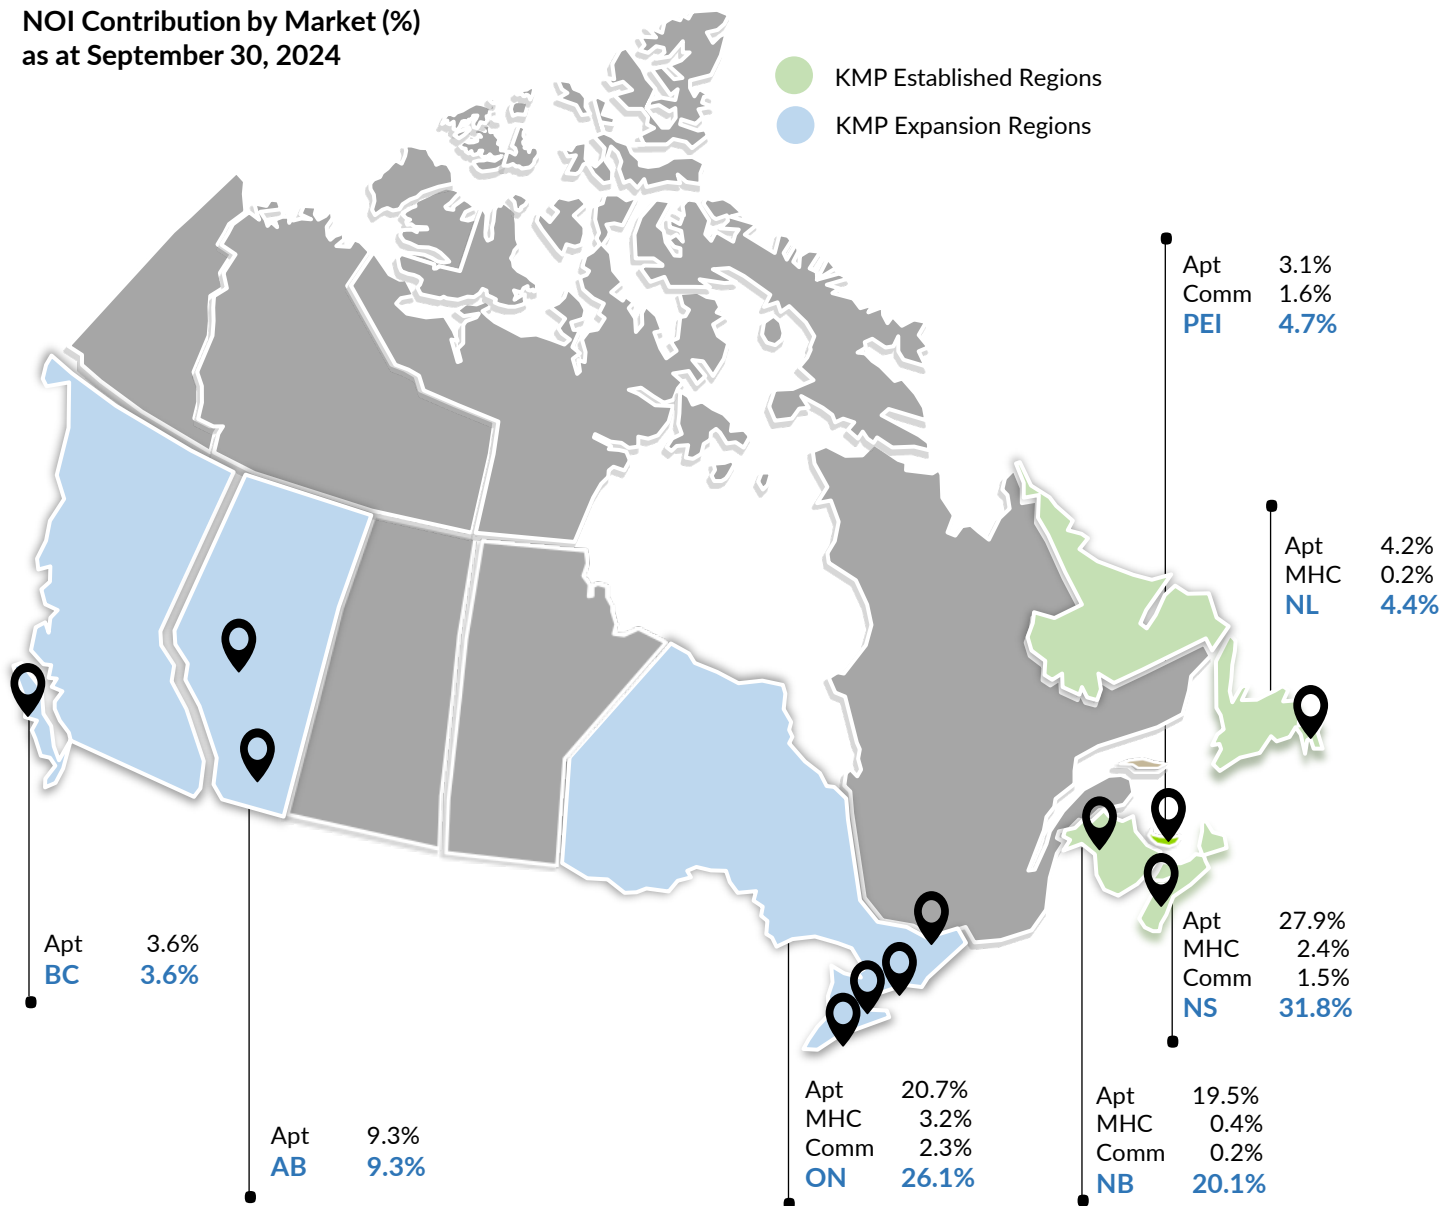 NOI Contribution by Market (%)
as at September 30, 2024
KMP Established Regions
KMP Expansion Regions
Apt 3.1%
Comm 1.6%
PEI 4.7%
Apt 4.2%
MHC 0.2%
NL 4.4%
Apt 3.6%
BC 3.6%
Apt 27.9%
MHC 2.4%
Comm 1.5%
NS 31.8%
Apt 9.3%
AB 9.3%
Apt 20.7%
MHC 3.2%
Comm 2.3%
ON 26.1%
Apt 19.5%
MHC 0.4%
Comm 0.2%
NB 20.1%